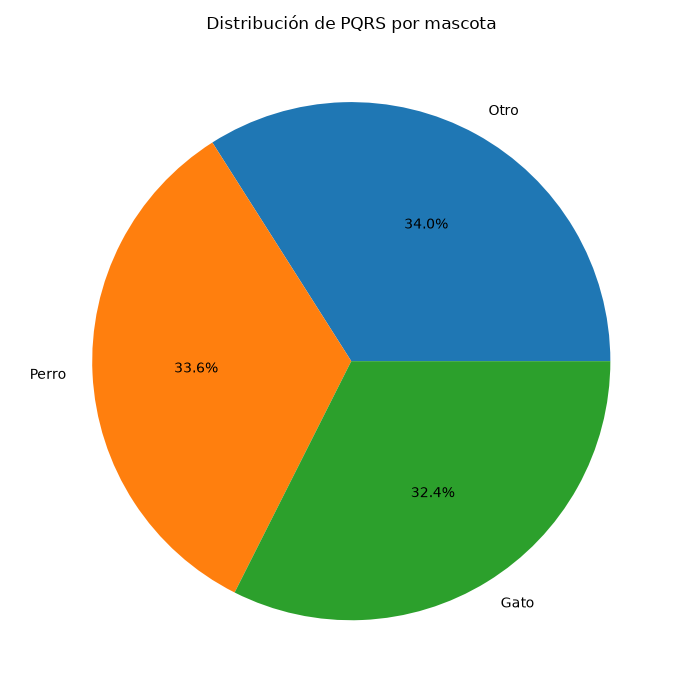 Distribución de PQRS por mascota
Otro
34.0%
Perro
33.6%
32.4%
Gato